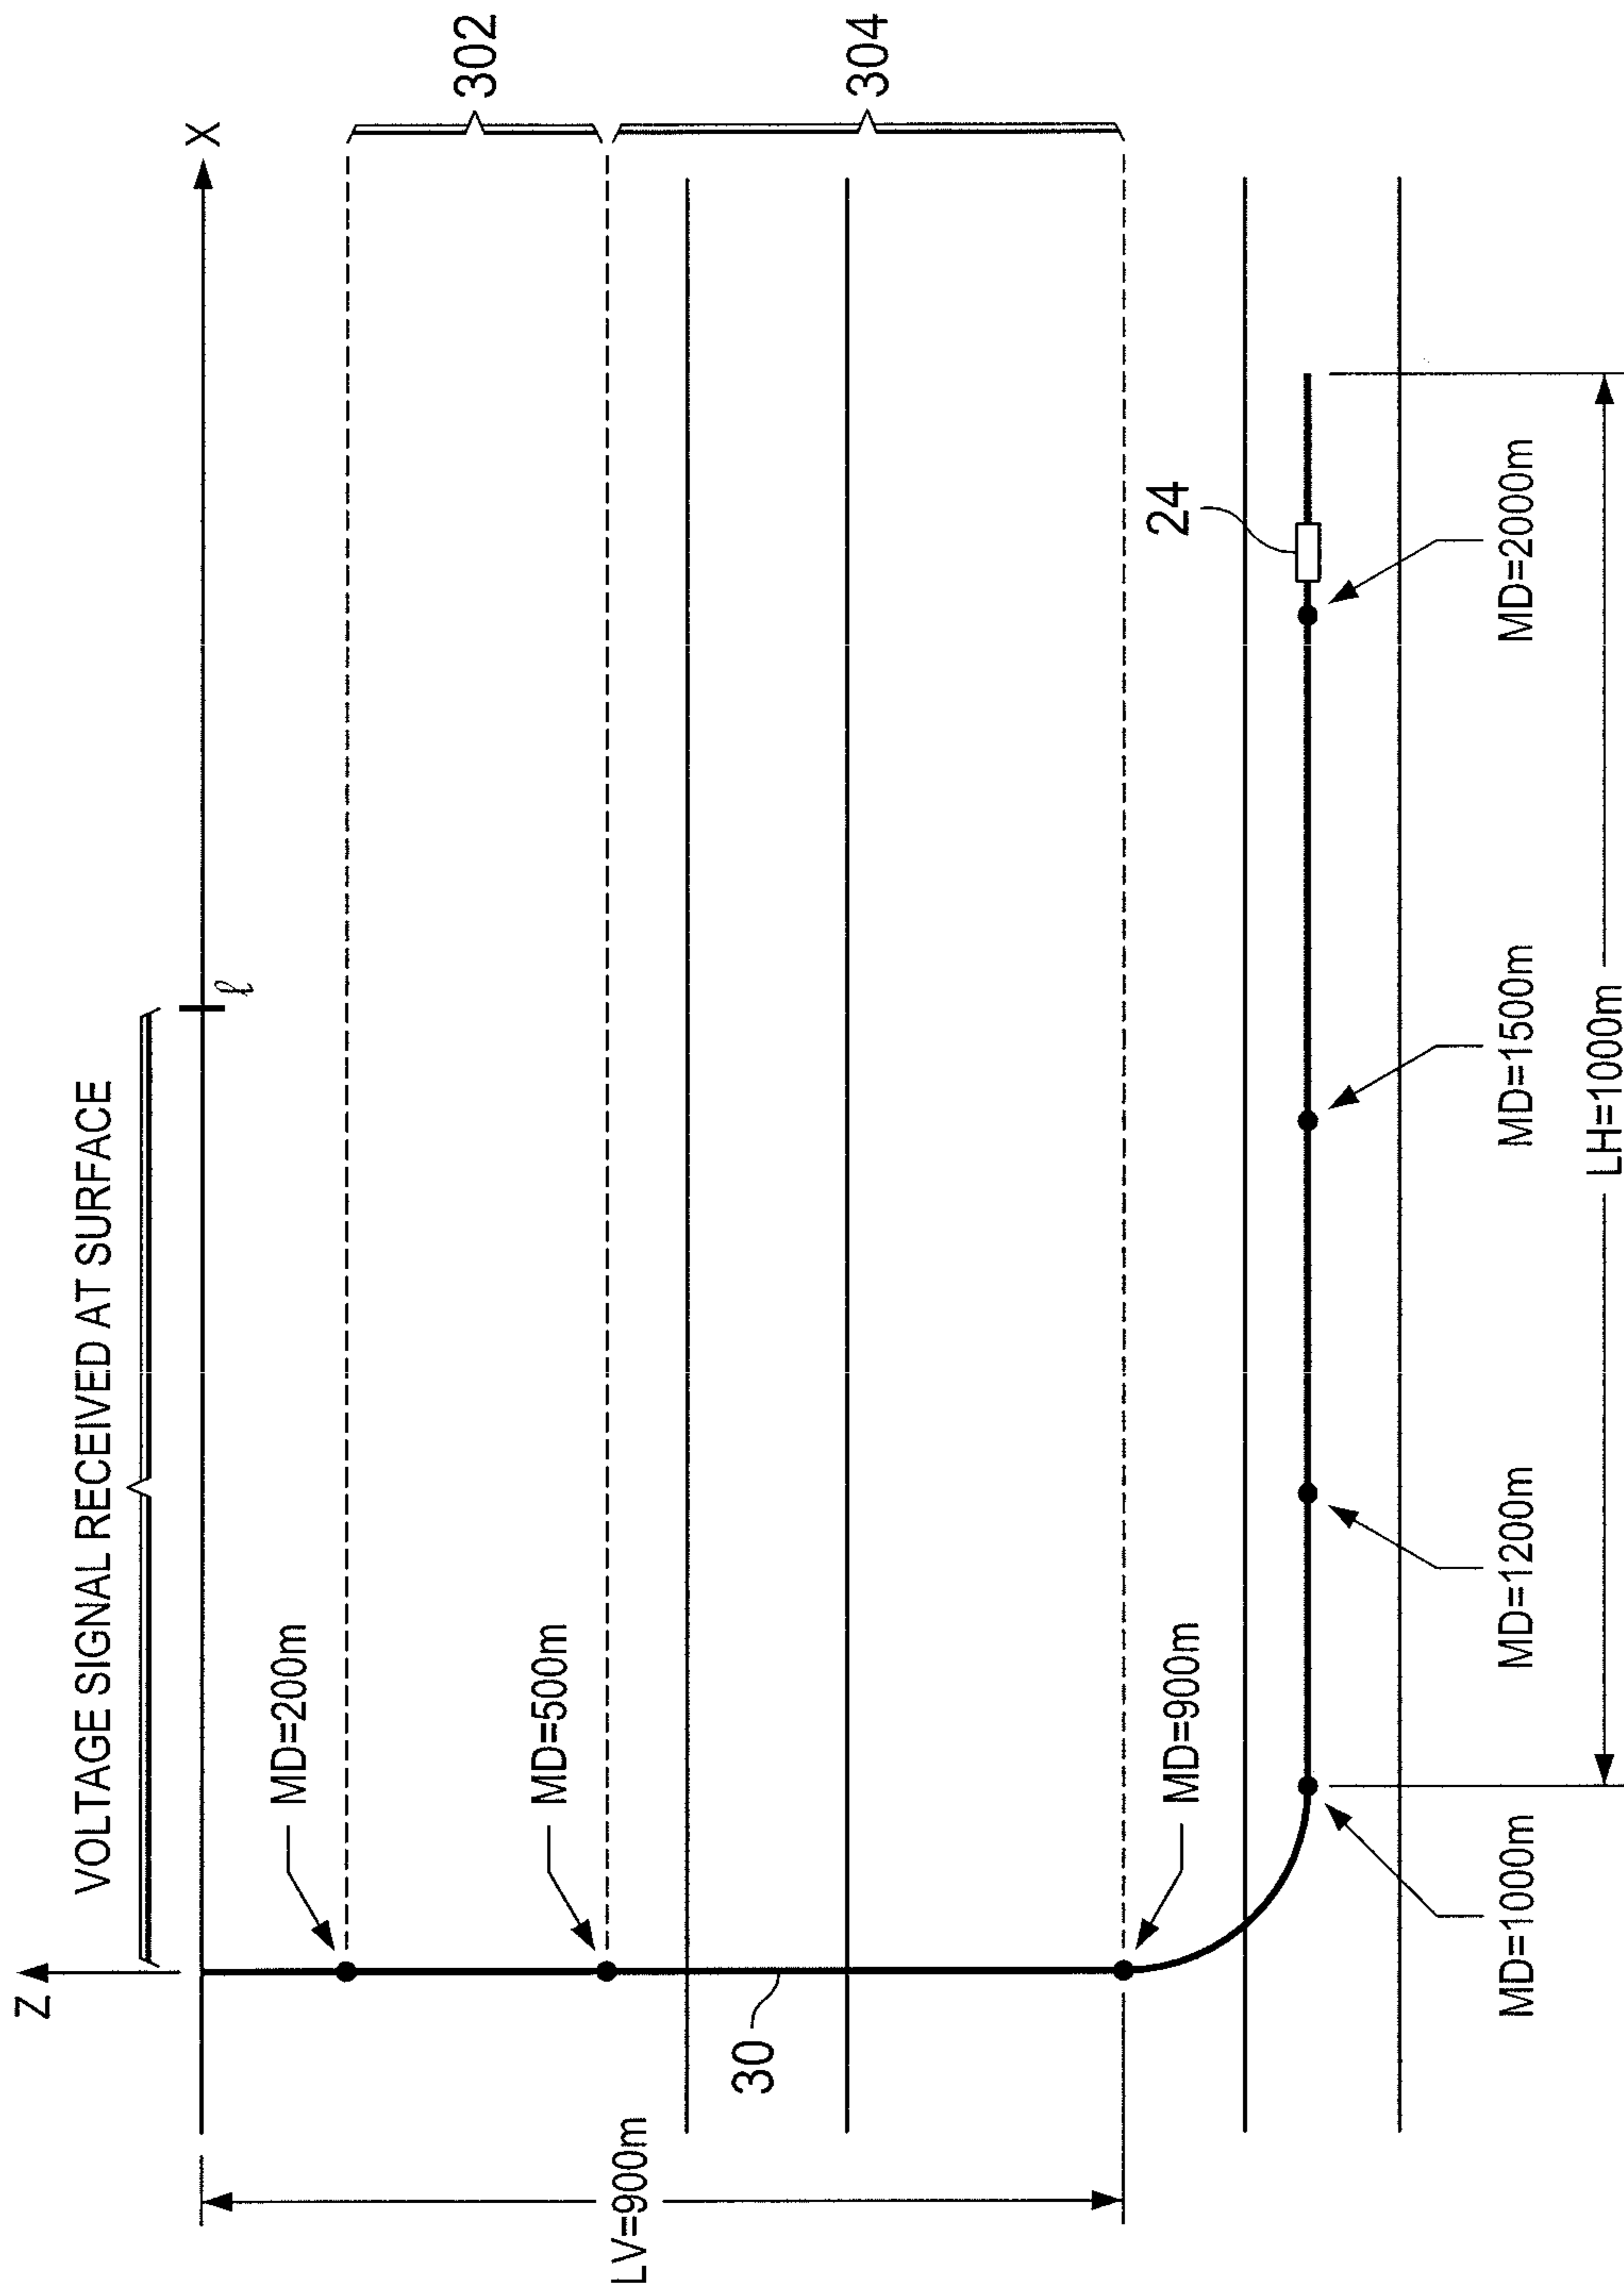 VOLTAGE SIGNAL RECEIVED AT SURFACE
Z
X
ℓ
MD=200m
302
MD=500m
304
30
LV=900m
MD=900m
24
MD=1000m
MD=1200m
MD=1500m
MD=2000m
LH=1000m